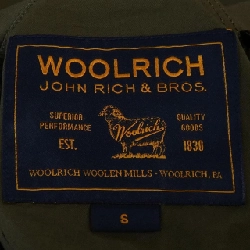 WOOLRICH
JOHN RICH & BROS.
SUPERIOR QUALITY
PERFORMANCE GOODS
Woolrich
EST. 1830
WOOLRICH WOOLEN MILLS - WOOLRICH, PA
S